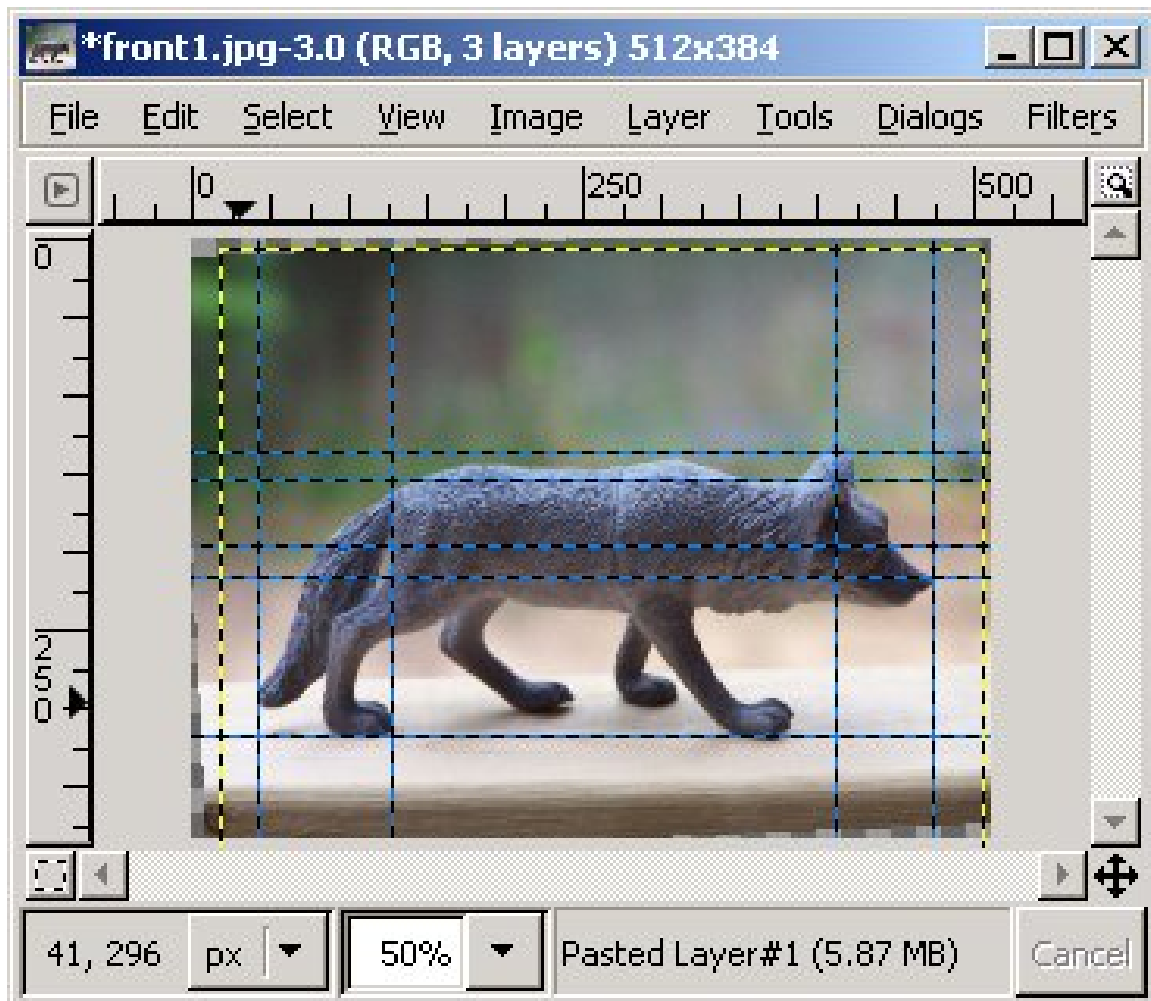 *front1.jpg-3.0 (RGB, 3 layers) 512x384
File Edit Select View Image Layer Tools Dialogs Filters
0 250 500
0
250
41, 296 px 50% Pasted Layer#1 (5.87 MB) Cancel